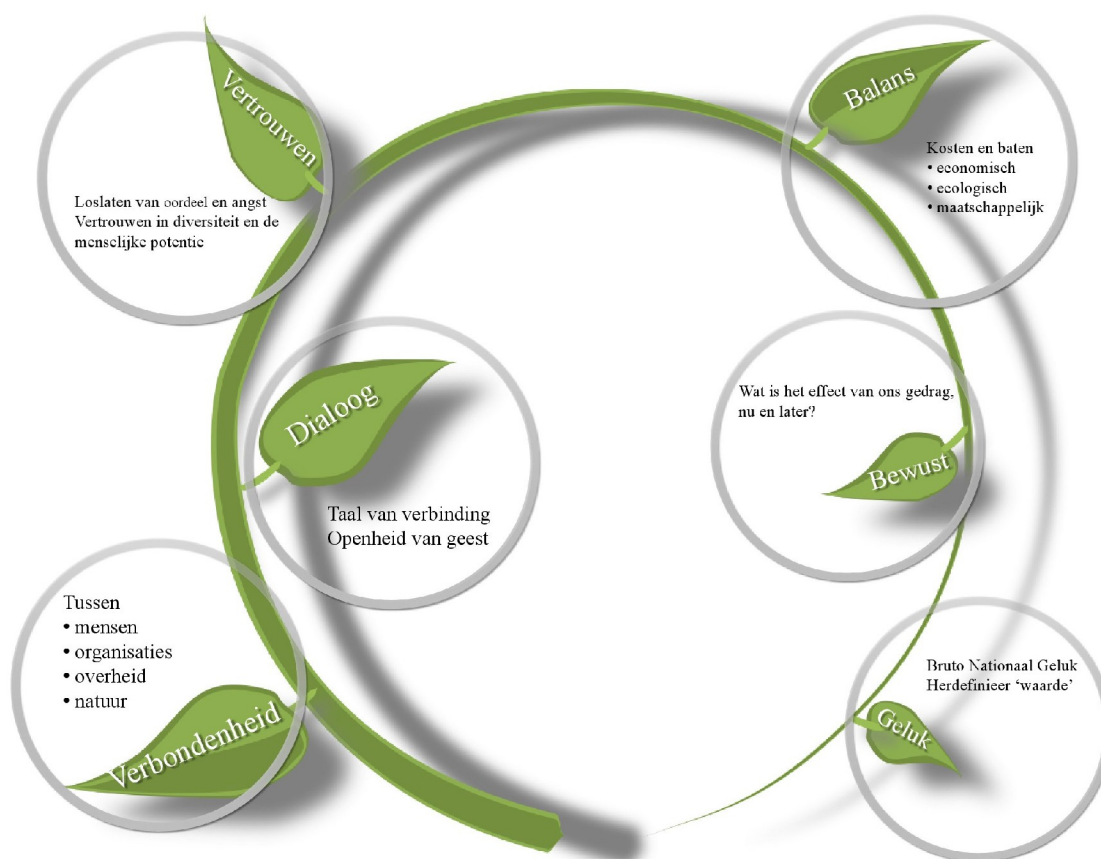 Vertrouwen
Loslaten van oordeel en angst
Vertrouwen in diversiteit en de
menselijke potentie
Balans
Kosten en baten
• economisch
• ecologisch
• maatschappelijk
Dialoog
Taal van verbinding
Openheid van geest
Wat is het effect van ons gedrag,
nu en later?
Bewust
Tussen
• mensen
• organisaties
• overheid
• natuur
Verbondenheid
Bruto Nationaal Geluk
Herdefinieer ‘waarde’
Geluk